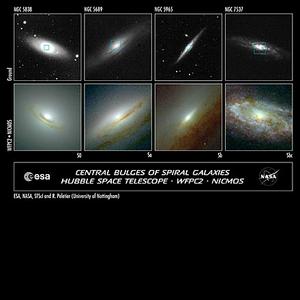 NGC 5838 NGC 5689 NGC 5965 NGC 7537
Ground
WFPC2+NICMOS
S0 Sa Sb Sbc
esa
CENTRAL BULGES OF SPIRAL GALAXIES
HUBBLE SPACE TELESCOPE · WFPC2 · NICMOS
NASA
ESA, NASA, STScI and R. Peletier (University of Nottingham)